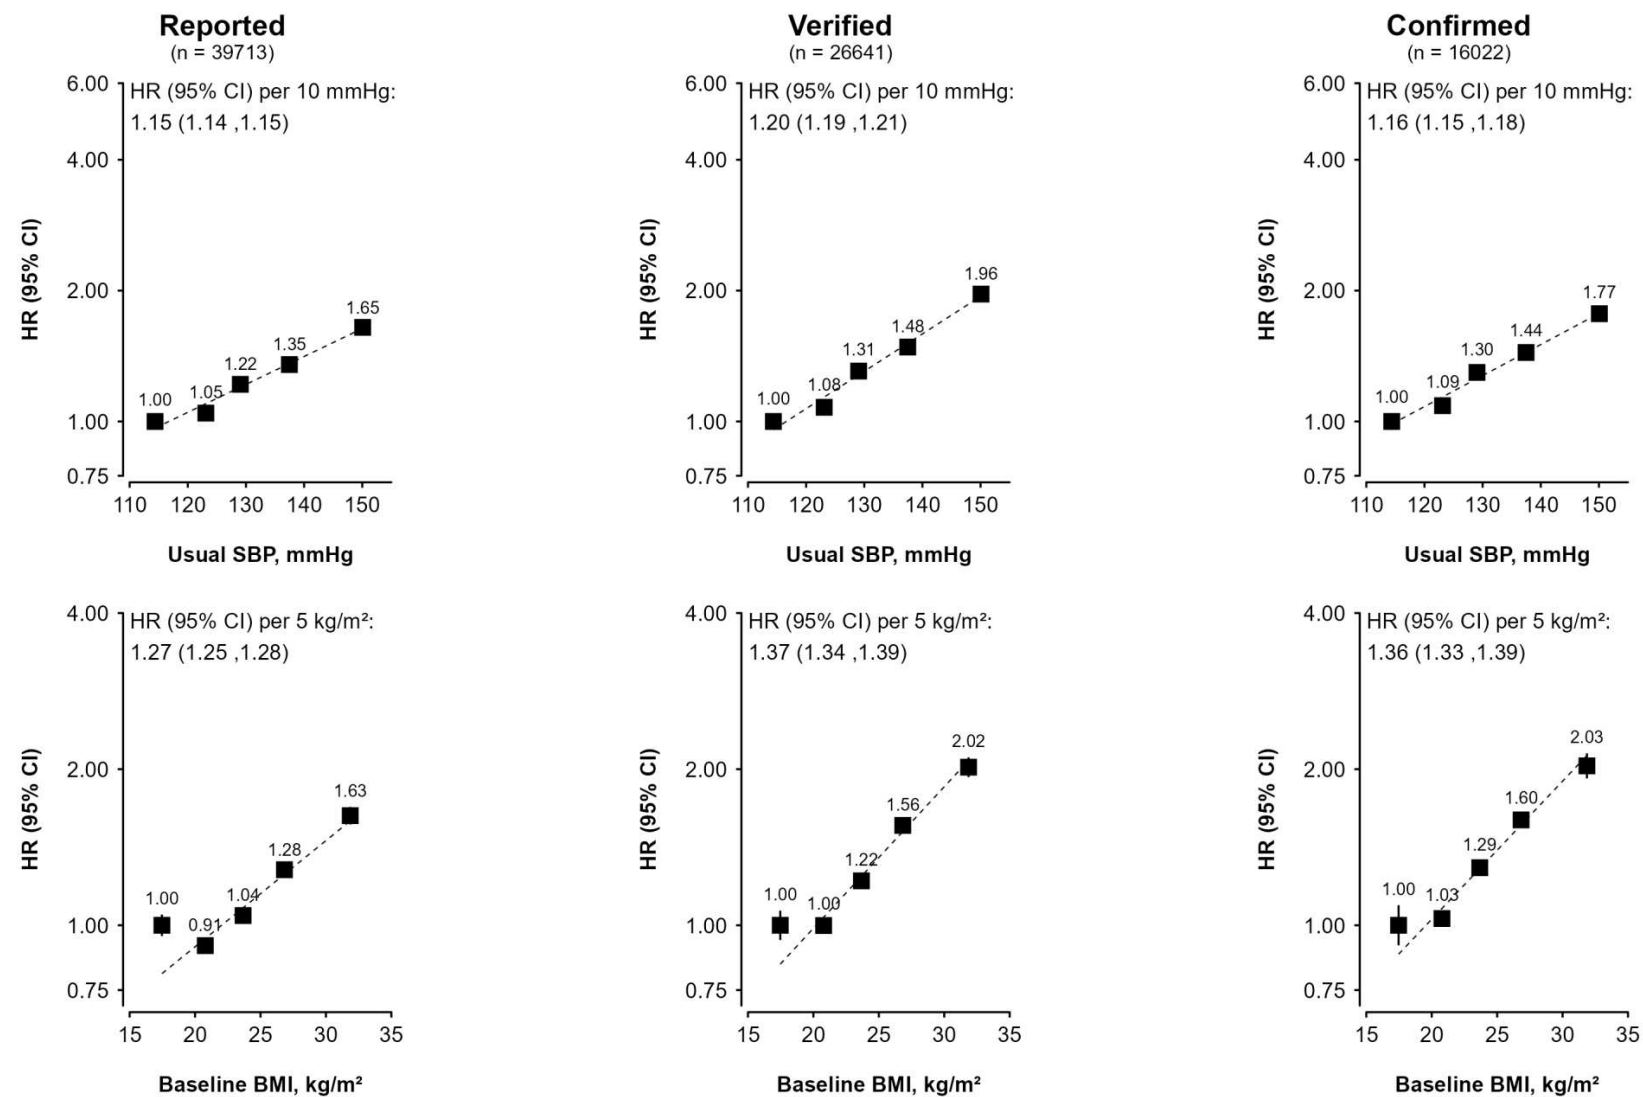 Reported
(n = 39713)
HR (95% CI) per 10 mmHg:
1.15 (1.14 ,1.15)
HR (95% CI)
6.00
4.00
2.00
1.00
0.75
1.00
1.05
1.22
1.35
1.65
110 120 130 140 150
Usual SBP, mmHg
Verified
(n = 26641)
HR (95% CI) per 10 mmHg:
1.20 (1.19 ,1.21)
HR (95% CI)
6.00
4.00
2.00
1.00
0.75
1.00
1.08
1.31
1.48
1.96
110 120 130 140 150
Usual SBP, mmHg
Confirmed
(n = 16022)
HR (95% CI) per 10 mmHg:
1.16 (1.15 ,1.18)
HR (95% CI)
6.00
4.00
2.00
1.00
0.75
1.00
1.09
1.30
1.44
1.77
110 120 130 140 150
Usual SBP, mmHg
HR (95% CI) per 5 kg/m²:
1.27 (1.25 ,1.28)
HR (95% CI)
4.00
2.00
1.00
0.75
1.00
0.91
1.04
1.28
1.63
15 20 25 30 35
Baseline BMI, kg/m²
HR (95% CI) per 5 kg/m²:
1.37 (1.34 ,1.39)
HR (95% CI)
4.00
2.00
1.00
0.75
1.00
1.00
1.22
1.56
2.02
15 20 25 30 35
Baseline BMI, kg/m²
HR (95% CI) per 5 kg/m²:
1.36 (1.33 ,1.39)
HR (95% CI)
4.00
2.00
1.00
0.75
1.00
1.03
1.29
1.60
2.03
15 20 25 30 35
Baseline BMI, kg/m²